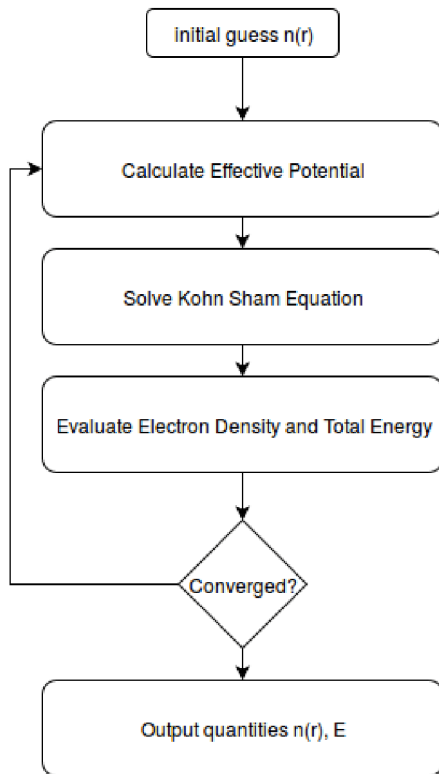 initial guess n(r)
Calculate Effective Potential
Solve Kohn Sham Equation
Evaluate Electron Density and Total Energy
Converged?
Output quantities n(r), E